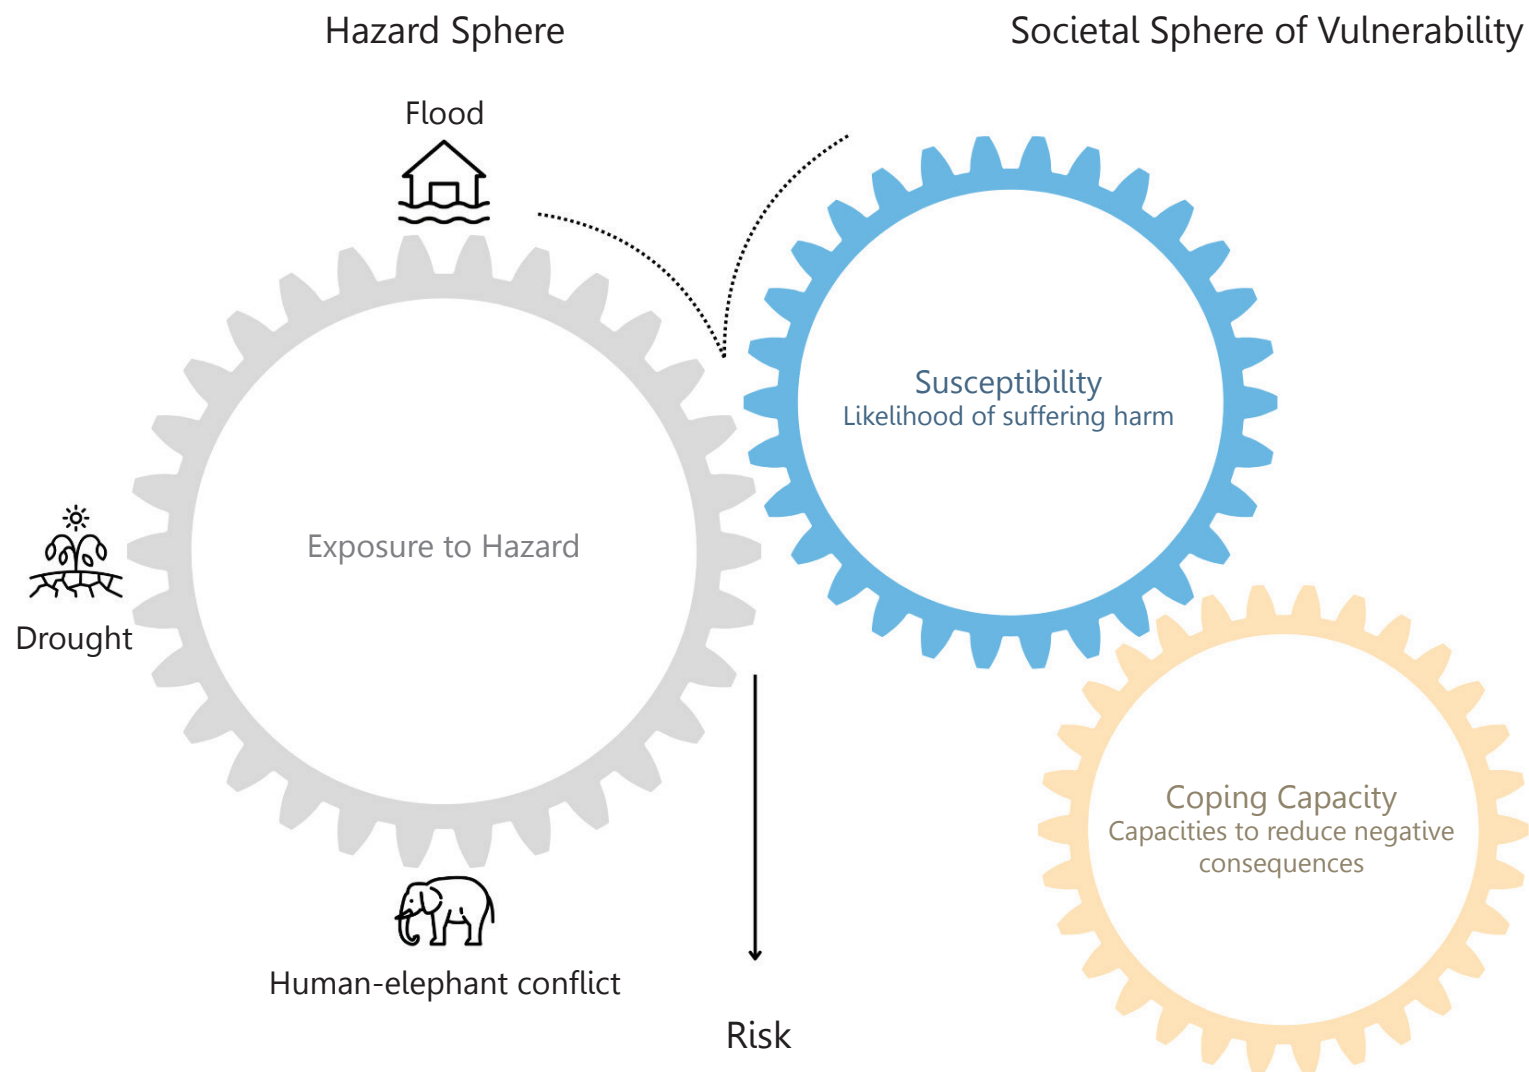 Hazard Sphere
Societal Sphere of Vulnerability
Flood
Susceptibility
Likelihood of suffering harm
Exposure to Hazard
Drought
Coping Capacity
Capacities to reduce negative
consequences
Human-elephant conflict
Risk